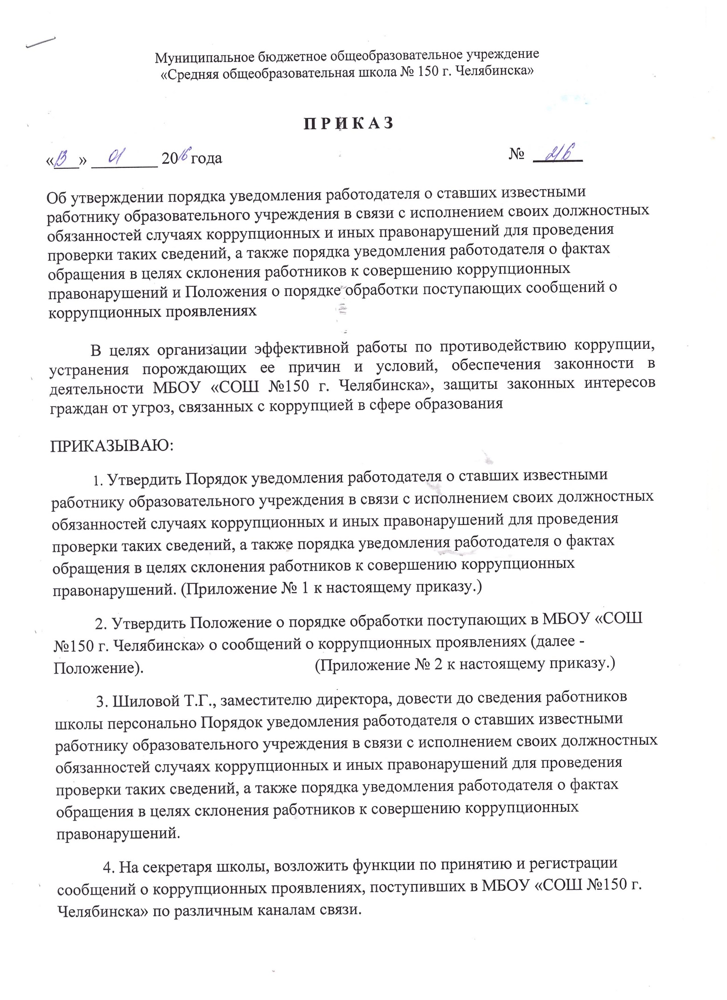 Муниципальное бюджетное общеобразовательное учреждение
«Средняя общеобразовательная школа № 150 г. Челябинска»
П Р И К А З
«13» 01 2016 года № 216
Об утверждении порядка уведомления работодателя о ставших известными
работнику образовательного учреждения в связи с исполнением своих должностных
обязанностей случаях коррупционных и иных правонарушений для проведения
проверки таких сведений, а также порядка уведомления работодателя о фактах
обращения в целях склонения работников к совершению коррупционных
правонарушений и Положения о порядке обработки поступающих сообщений о
коррупционных проявлениях
В целях организации эффективной работы по противодействию коррупции,
устранения порождающих ее причин и условий, обеспечения законности в
деятельности МБОУ «СОШ №150 г. Челябинска», защиты законных интересов
граждан от угроз, связанных с коррупцией в сфере образования
ПРИКАЗЫВАЮ:
1. Утвердить Порядок уведомления работодателя о ставших известными
работнику образовательного учреждения в связи с исполнением своих должностных
обязанностей случаях коррупционных и иных правонарушений для проведения
проверки таких сведений, а также порядка уведомления работодателя о фактах
обращения в целях склонения работников к совершению коррупционных
правонарушений. (Приложение № 1 к настоящему приказу.)
2. Утвердить Положение о порядке обработки поступающих в МБОУ «СОШ
№150 г. Челябинска» о сообщений о коррупционных проявлениях (далее -
Положение). (Приложение № 2 к настоящему приказу.)
3. Шиловой Т.Г., заместителю директора, довести до сведения работников
школы персонально Порядок уведомления работодателя о ставших известными
работнику образовательного учреждения в связи с исполнением своих должностных
обязанностей случаях коррупционных и иных правонарушений для проведения
проверки таких сведений, а также порядка уведомления работодателя о фактах
обращения в целях склонения работников к совершению коррупционных
правонарушений.
4. На секретаря школы, возложить функции по принятию и регистрации
сообщений о коррупционных проявлениях, поступивших в МБОУ «СОШ №150 г.
Челябинска» по различным каналам связи.